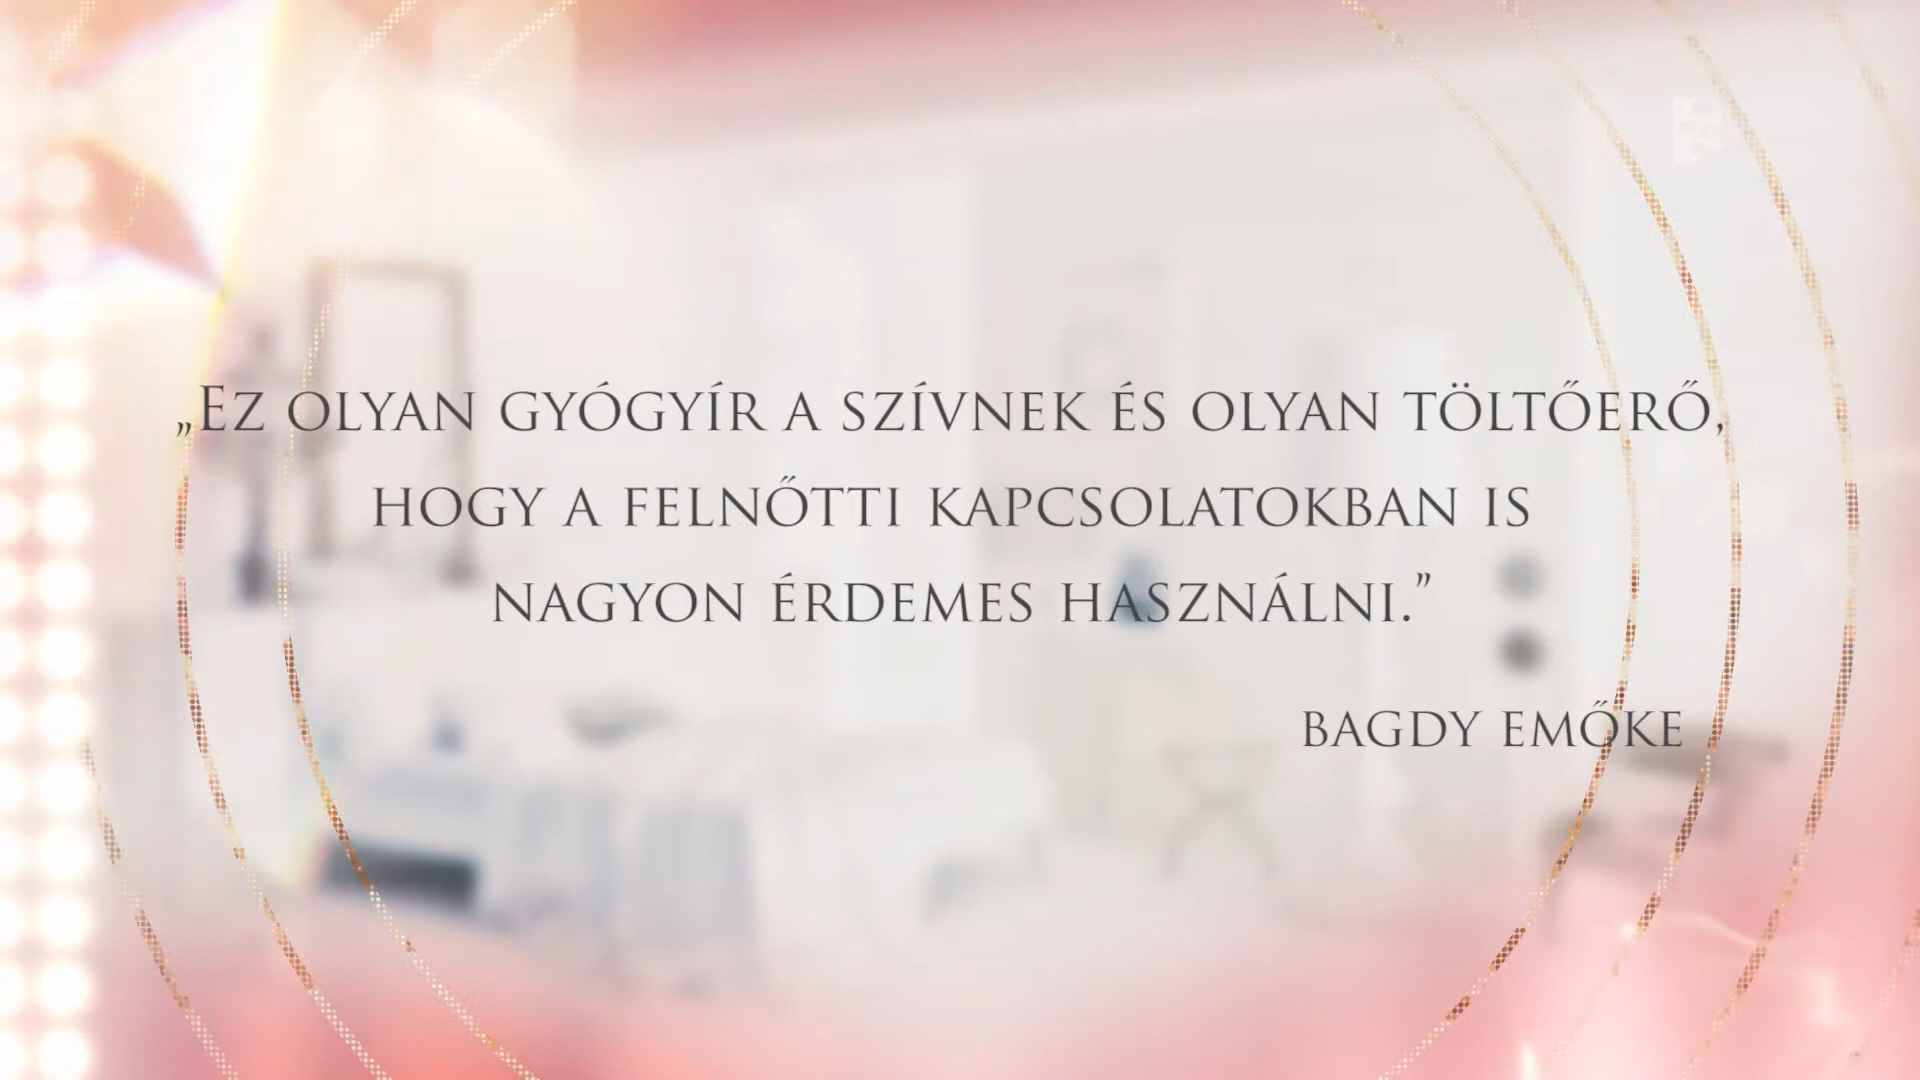 „Ez olyan gyógyír a szívnek és olyan töltőerő,
hogy a felnőtti kapcsolatokban is
nagyon érdemes használni.”
Bagdy Emőke